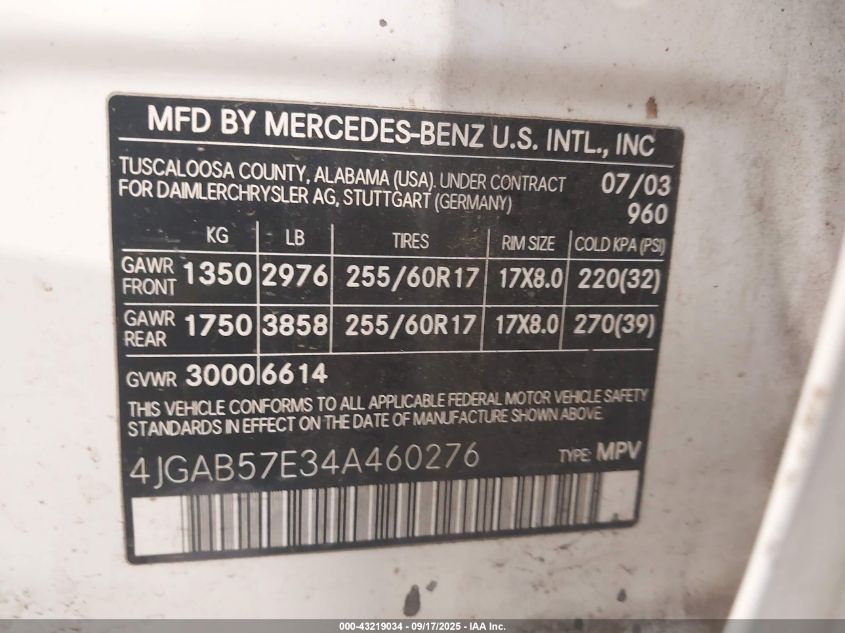 MFD BY MERCEDES-BENZ U.S. INTL., INC
TUSCALOOSA COUNTY, ALABAMA (USA). UNDER CONTRACT 07/03
FOR DAIMLERCHRYSLER AG, STUTTGART (GERMANY) 960
KG LB TIRES RIM SIZE COLD KPA (PSI)
GAWR FRONT 1350 2976 255/60R17 17X8.0 220(32)
GAWR REAR 1750 3858 255/60R17 17X8.0 270(39)
GVWR 3000 6614
THIS VEHICLE CONFORMS TO ALL APPLICABLE FEDERAL MOTOR VEHICLE SAFETY
STANDARDS IN EFFECT ON THE DATE OF MANUFACTURE SHOWN ABOVE.
4JGAB57E34A460276 TYPE: MPV
000-43219034 - 09/17/2025 - IAA Inc.